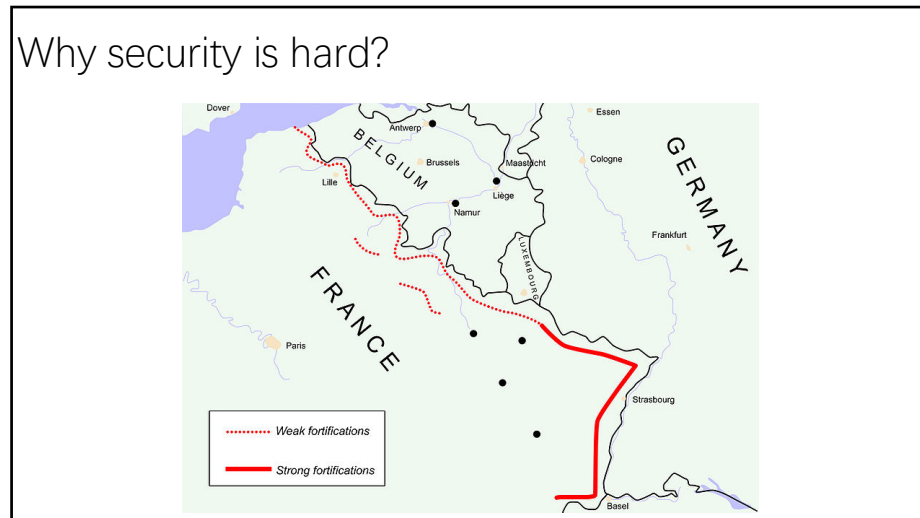 Why security is hard?
Dover
Essen
Antwerp
BELGIUM
GERMANY
Brussels
Maastricht
Cologne
Lille
Liège
Namur
Frankfurt
LUXEMBOURG
FRANCE
Paris
Strasbourg
Weak fortifications
Strong fortifications
Basel